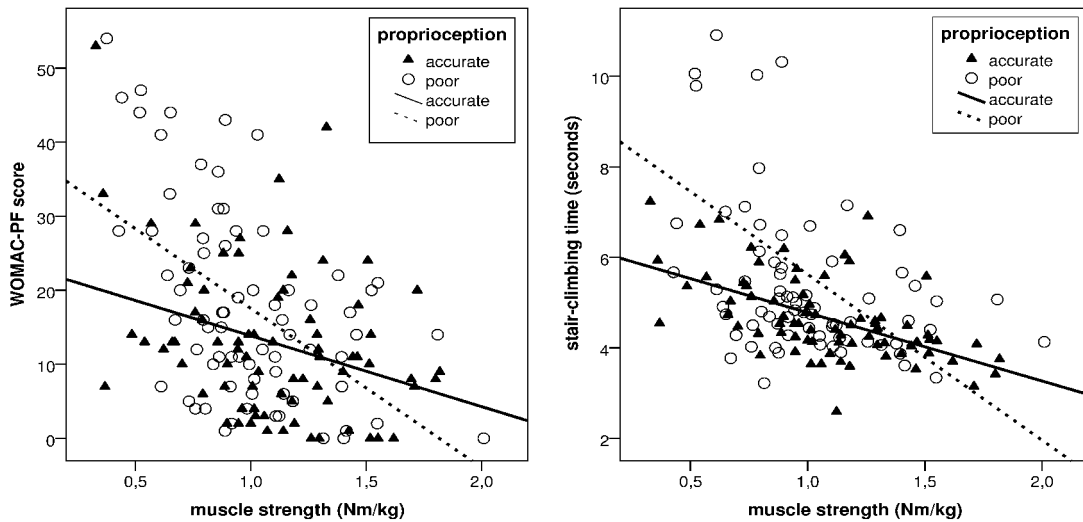 proprioception
accurate
poor
accurate
poor
50
40
30
20
10
0
WOMAC-PF score
0,5 1,0 1,5 2,0
muscle strength (Nm/kg)
proprioception
accurate
poor
accurate
poor
10
8
6
4
2
stair-climbing time (seconds)
0,5 1,0 1,5 2,0
muscle strength (Nm/kg)